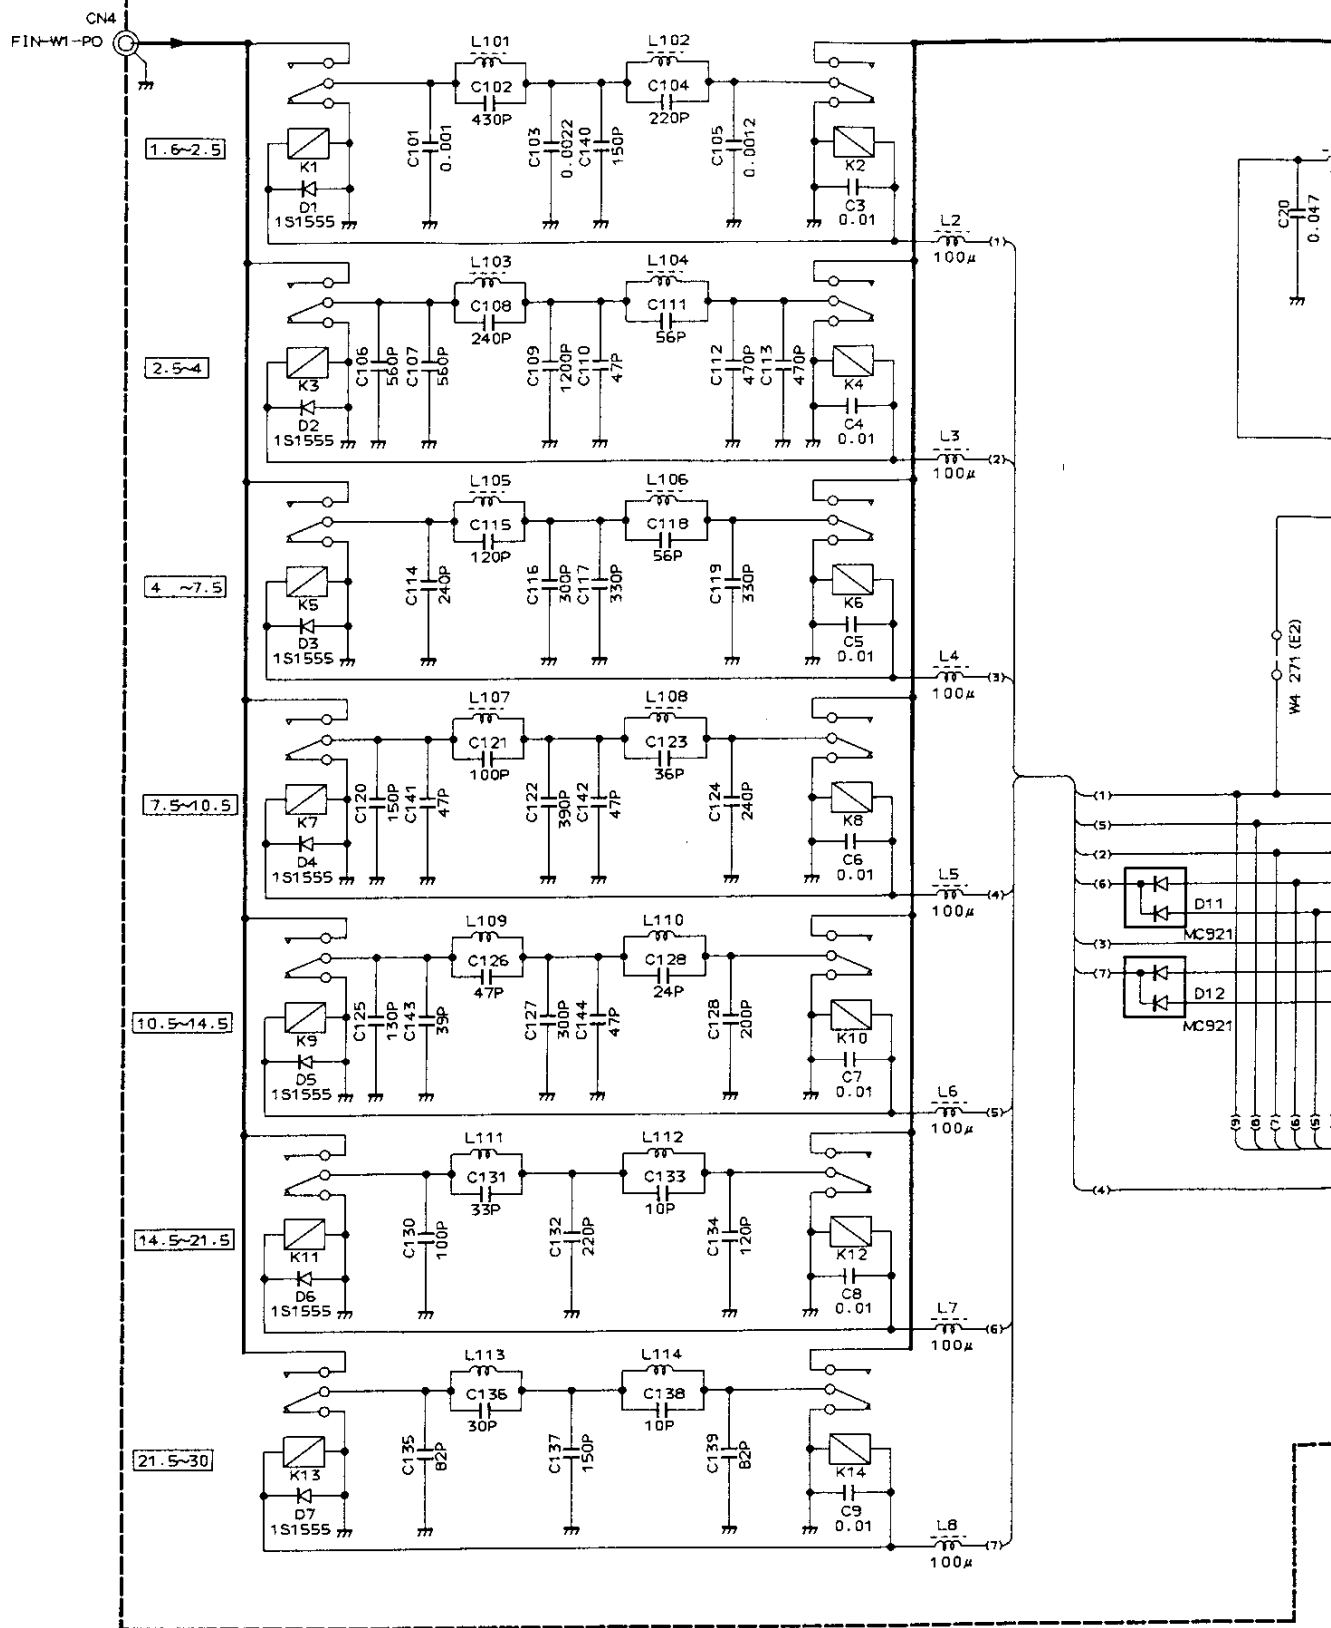 CN4
FIN-W1-PO
L101
C102
430P
L102
C104
220P
1.6~2.5
K1
D1
1S1555
C101
0.001
C103
0.0022
C140
150P
C105
0.0012
K2
C3
0.01
L2
100μ
(1)
C20
0.047
L103
C108
240P
L104
C111
56P
2.5~4
K3
D2
1S1555
C106
560P
C107
560P
C109
1200P
C110
47P
C112
470P
C113
470P
K4
C4
0.01
L3
100μ
(2)
L105
C115
120P
L106
C118
56P
4 ~7.5
K5
D3
1S1555
C114
240P
C116
300P
C117
330P
C119
330P
K6
C5
0.01
L4
100μ
(3)
W4 271 (E2)
L107
C121
100P
L108
C123
36P
7.5~10.5
K7
D4
1S1555
C120
150P
C141
47P
C122
390P
C142
47P
C124
240P
K8
C6
0.01
L5
100μ
(4)
(1)
(5)
(2)
(6)
D11
MC921
(3)
(7)
D12
MC921
L109
C126
47P
L110
C128
24P
10.5~14.5
K9
D5
1S1555
C125
130P
C143
39P
C127
300P
C144
47P
C128
200P
K10
C7
0.01
L6
100μ
(5)
(9)
(8)
(7)
(6)
(5)
(4)
L111
C131
33P
L112
C133
10P
14.5~21.5
K11
D6
1S1555
C130
100P
C132
220P
C134
120P
K12
C8
0.01
L7
100μ
(6)
L113
C136
30P
L114
C138
10P
21.5~30
K13
D7
1S1555
C135
82P
C137
150P
C139
82P
K14
C9
0.01
L8
100μ
(7)